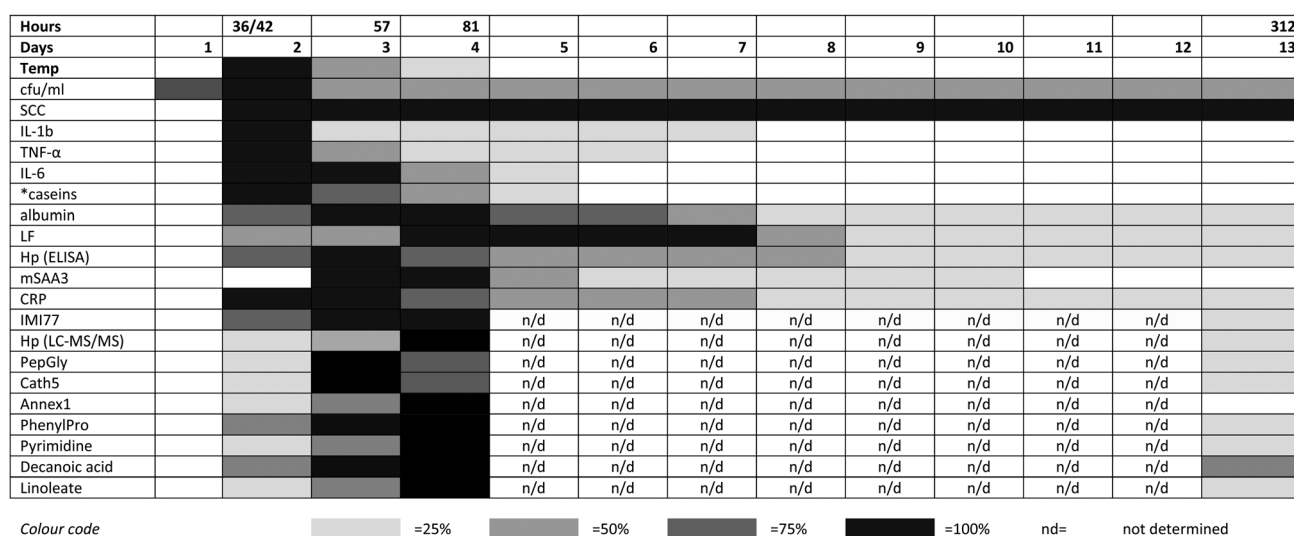 Hours 36/42 57 81 312
Days 1 2 3 4 5 6 7 8 9 10 11 12 13
Temp
cfu/ml
SCC
IL-1b
TNF-α
IL-6
*caseins
albumin
LF
Hp (ELISA)
mSAA3
CRP
IMI77 n/d n/d n/d n/d n/d n/d n/d n/d
Hp (LC-MS/MS) n/d n/d n/d n/d n/d n/d n/d n/d
PepGly n/d n/d n/d n/d n/d n/d n/d n/d
Cath5 n/d n/d n/d n/d n/d n/d n/d n/d
Annex1 n/d n/d n/d n/d n/d n/d n/d n/d
PhenylPro n/d n/d n/d n/d n/d n/d n/d n/d
Pyrimidine n/d n/d n/d n/d n/d n/d n/d n/d
Decanoic acid n/d n/d n/d n/d n/d n/d n/d n/d
Linoleate n/d n/d n/d n/d n/d n/d n/d n/d
Colour code =25% =50% =75% =100% nd= not determined